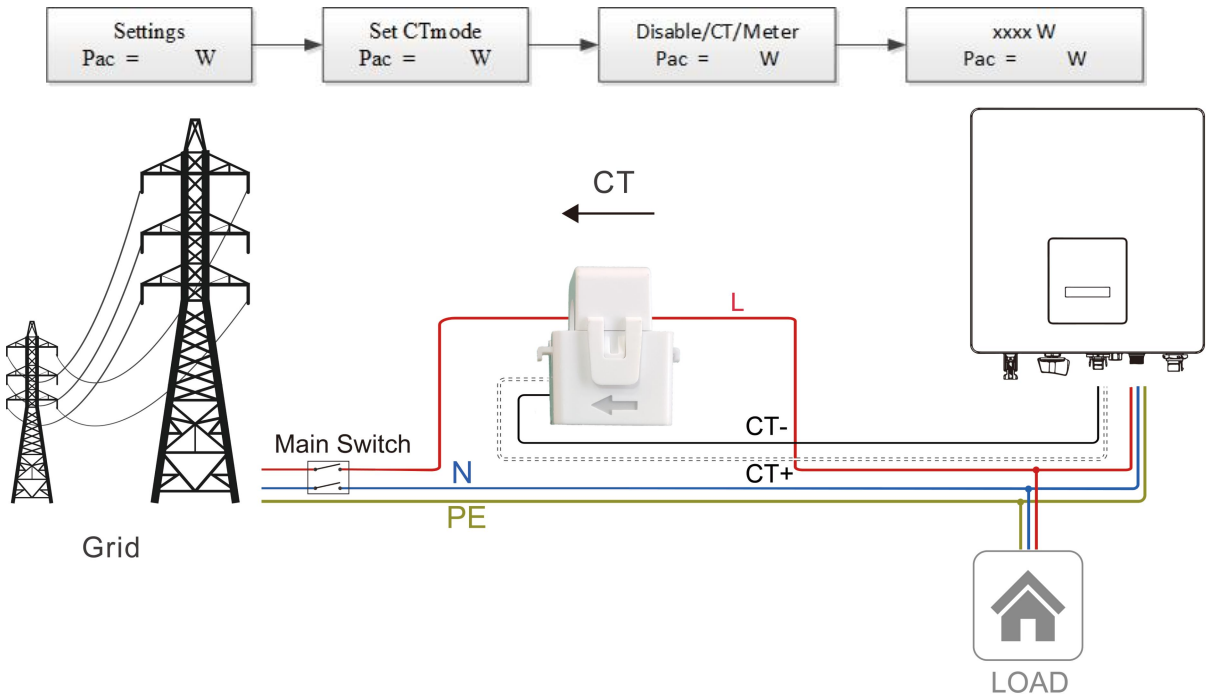 Settings
Pac = W
Set CTmode
Pac = W
Disable/CT/Meter
Pac = W
xxxx W
Pac = W
CT
L
CT-
Main Switch
N
CT+
PE
Grid
LOAD